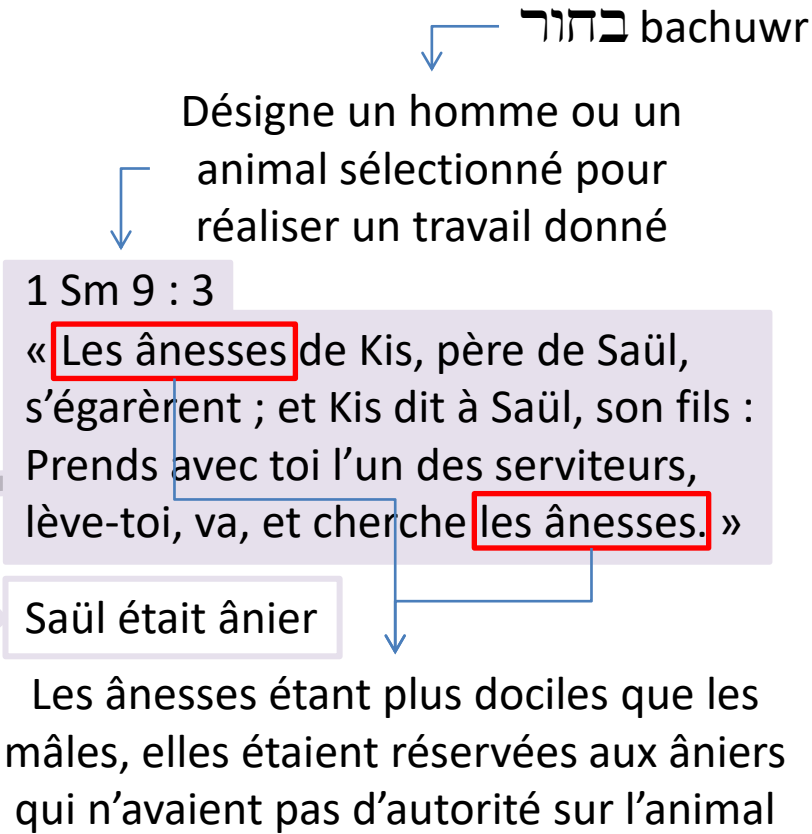 בחור bachuwr
Désigne un homme ou un
animal sélectionné pour
réaliser un travail donné
1 Sm 9 : 3
« Les ânesses de Kis, père de Saül,
s’égarèrent ; et Kis dit à Saül, son fils :
Prends avec toi l’un des serviteurs,
lève-toi, va, et cherche les ânesses. »
Saül était ânier
Les ânesses étant plus dociles que les
mâles, elles étaient réservées aux âniers
qui n’avaient pas d’autorité sur l’animal